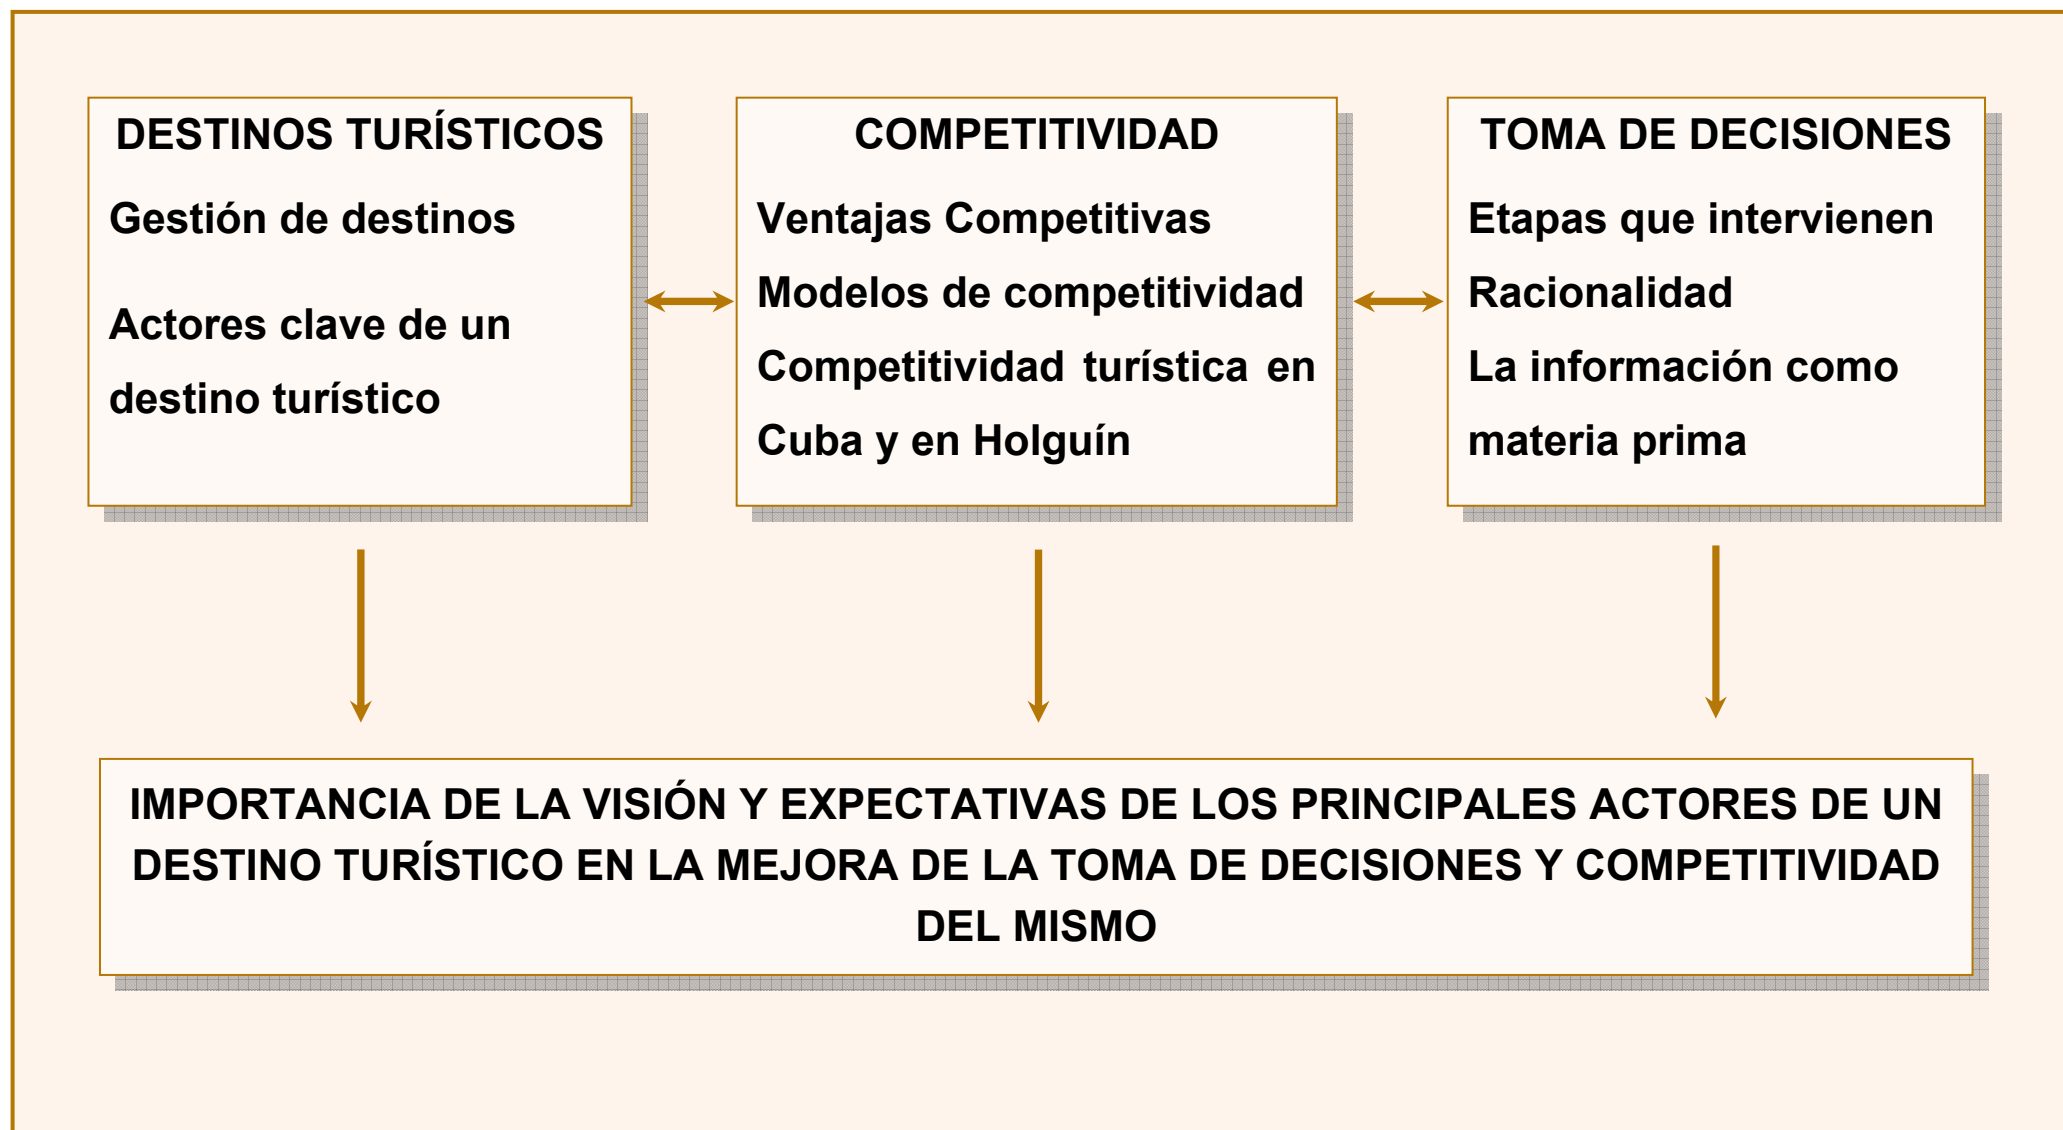 DESTINOS TURÍSTICOS
Gestión de destinos
Actores clave de un
destino turístico
COMPETITIVIDAD
Ventajas Competitivas
Modelos de competitividad
Competitividad turística en
Cuba y en Holguín
TOMA DE DECISIONES
Etapas que intervienen
Racionalidad
La información como
materia prima
IMPORTANCIA DE LA VISIÓN Y EXPECTATIVAS DE LOS PRINCIPALES ACTORES DE UN
DESTINO TURÍSTICO EN LA MEJORA DE LA TOMA DE DECISIONES Y COMPETITIVIDAD
DEL MISMO